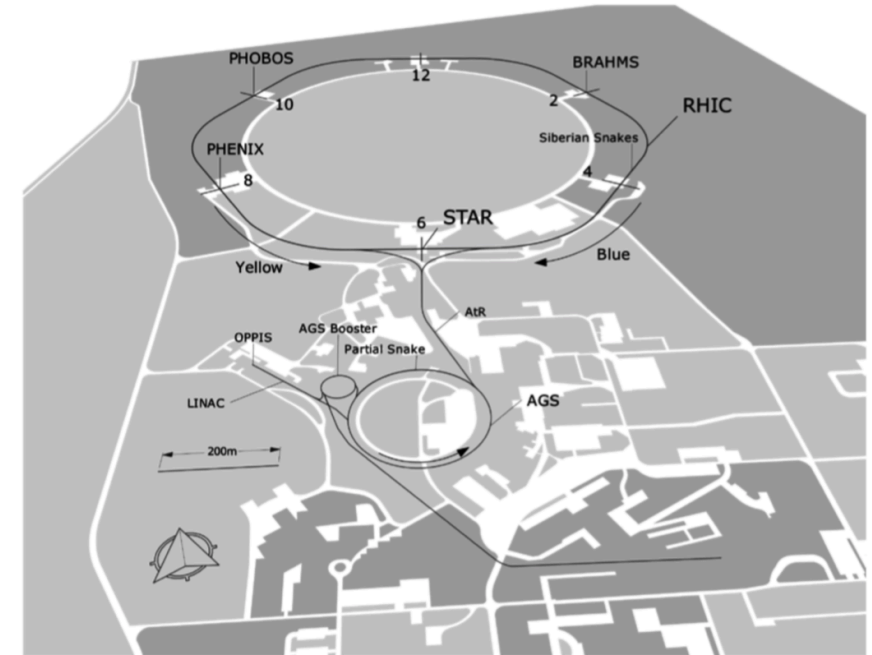 PHOBOS
12
BRAHMS
10
2
RHIC
Siberian Snakes
PHENIX
8
4
6
STAR
Yellow
Blue
AtR
AGS Booster
OPPIS
Partial Snake
LINAC
AGS
200m